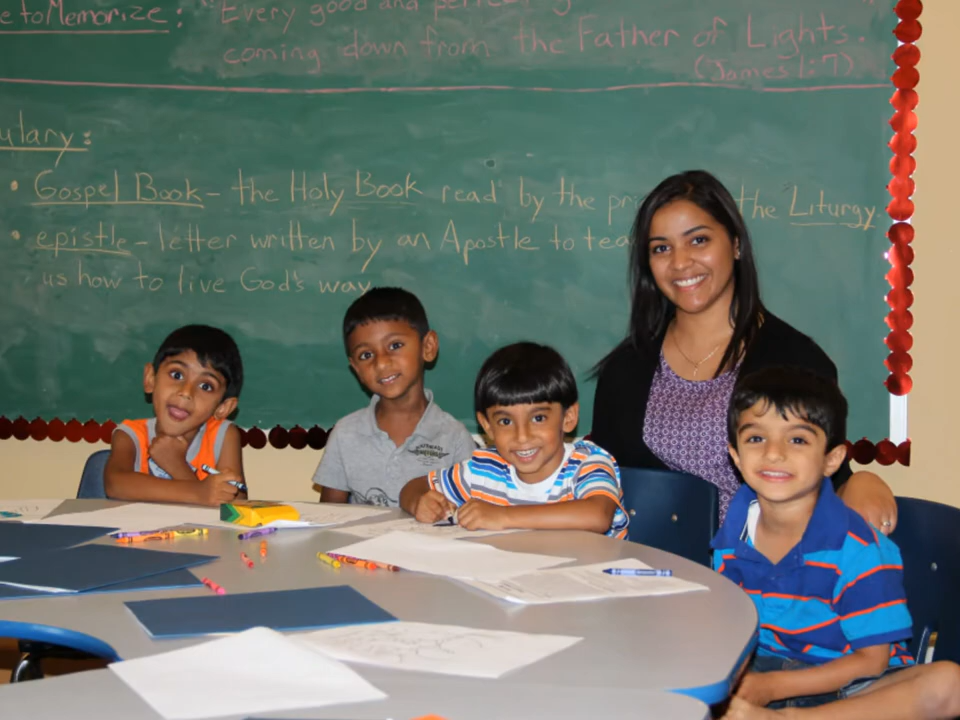 e to Memorize: "Every good and perfect g
coming down from the Father of Lights."
(James 1:7)
ulary:
• Gospel Book - the Holy Book read by the pr the Liturgy
• epistle - letter written by an Apostle to tea
us how to live God's way